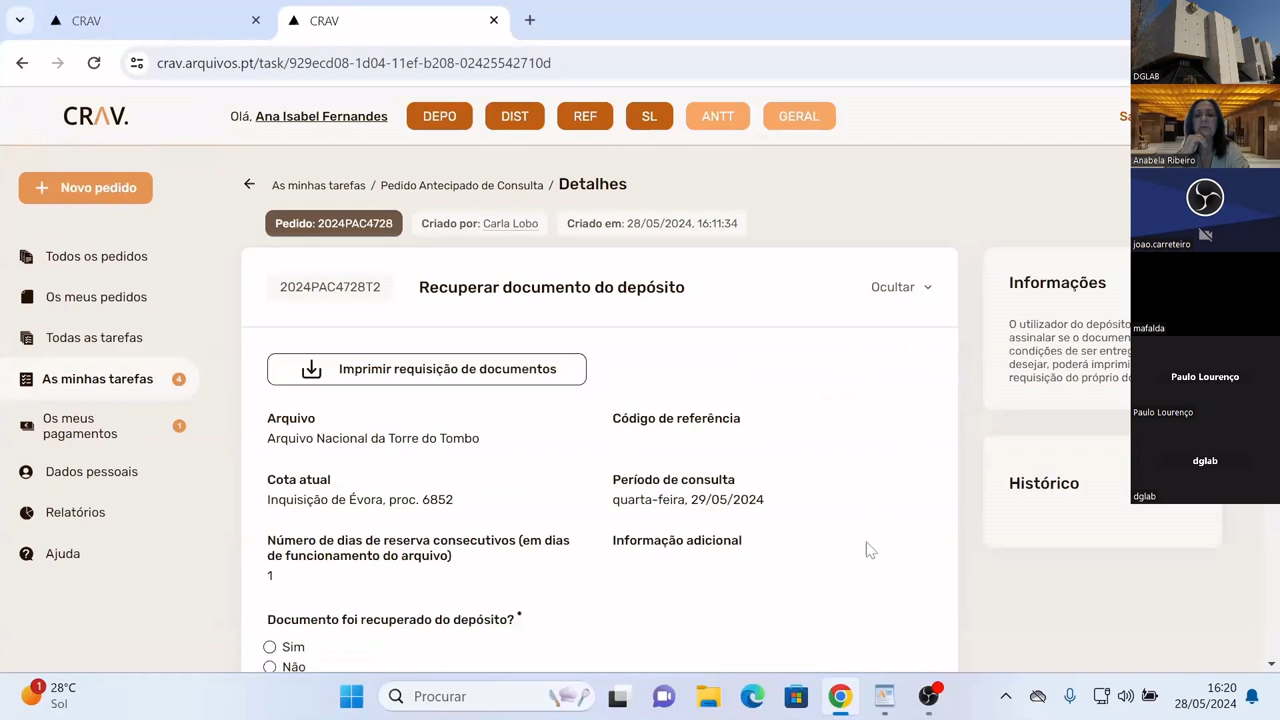 CRAV
CRAV
crav.arquivos.pt/task/929ecd08-1d04-11ef-b208-02425542710d
CRAV.
Olá, Ana Isabel Fernandes
DEPO
DIST
REF
SL
ANTT
GERAL
Novo pedido
Todos os pedidos
Os meus pedidos
Todas as tarefas
As minhas tarefas
4
Os meus
pagamentos
1
Dados pessoais
Relatórios
Ajuda
As minhas tarefas / Pedido Antecipado de Consulta / Detalhes
Pedido: 2024PAC4728
Criado por: Carla Lobo
Criado em: 28/05/2024, 16:11:34
2024PAC4728T2
Recuperar documento do depósito
Ocultar
Imprimir requisição de documentos
Arquivo
Arquivo Nacional da Torre do Tombo
Código de referência
Cota atual
Inquisição de Évora, proc. 6852
Período de consulta
quarta-feira, 29/05/2024
Número de dias de reserva consecutivos (em dias
de funcionamento do arquivo)
1
Informação adicional
Documento foi recuperado do depósito? *
Sim
Não
Informações
O utilizador do depósito
assinalar se o documen
condições de ser entreg
desejar, poderá imprimi
requisição do próprio do
Histórico
DGLAB
Anabela Ribeiro
joao.carreteiro
mafalda
Paulo Lourenço
Paulo Lourenço
dglab
dglab
1
28°C
Sol
Procurar
16:20
28/05/2024